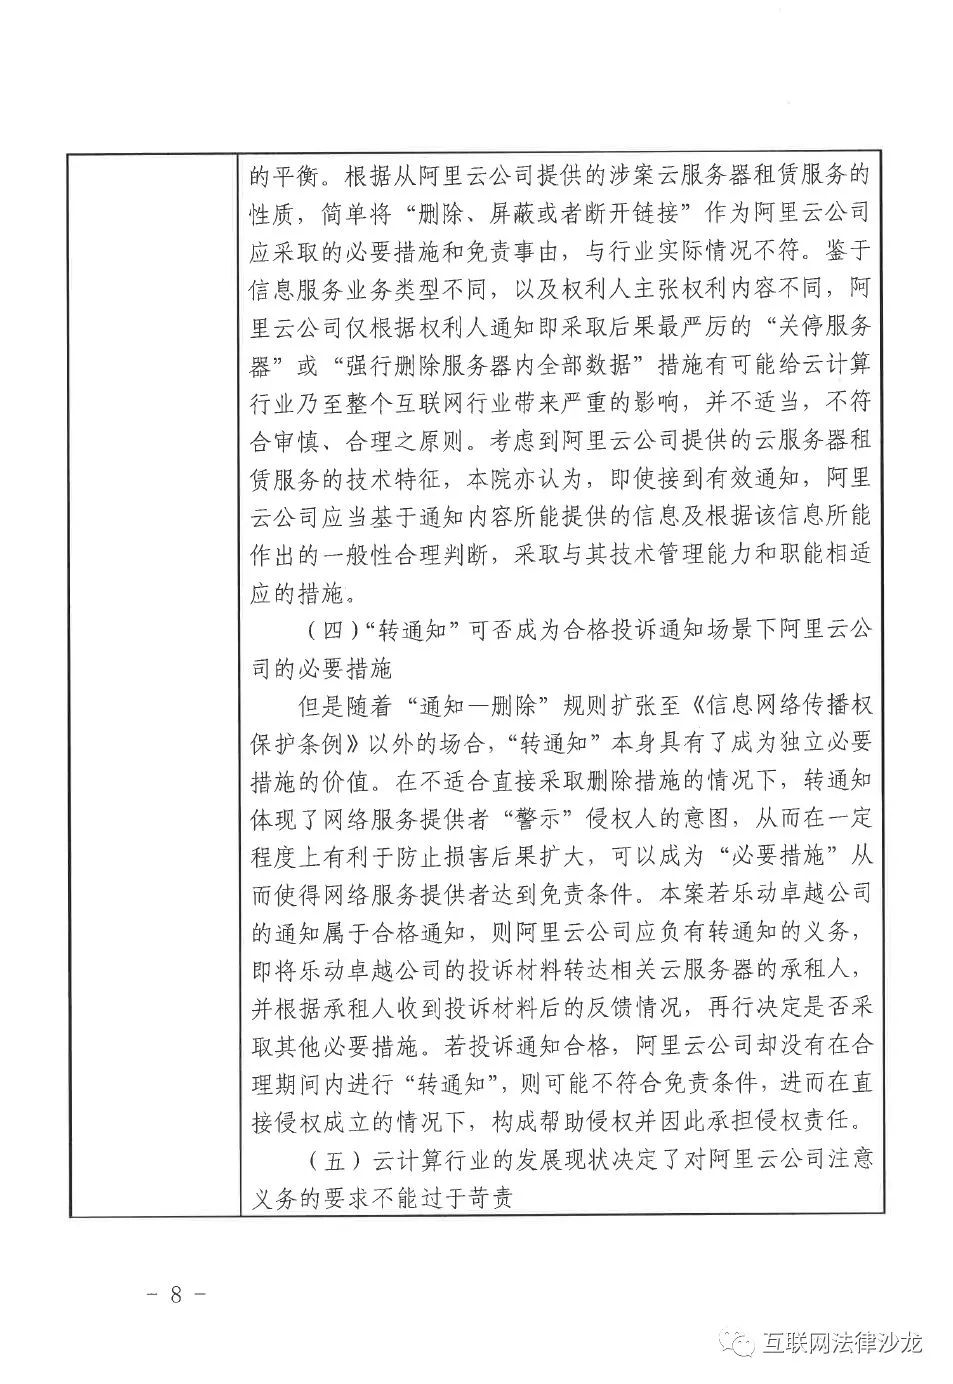 的平衡。根据从阿里云公司提供的涉案云服务器租赁服务的
性质，简单将“删除、屏蔽或者断开链接”作为阿里云公司
应采取的必要措施和免责事由，与行业实际情况不符。鉴于
信息服务业务类型不同，以及权利人主张权利内容不同，阿
里云公司仅根据权利人通知即采取后果最严厉的“关停服务
器”或“强行删除服务器内全部数据”措施有可能给云计算
行业乃至整个互联网行业带来严重的影响，并不适当，不符
合审慎、合理之原则。考虑到阿里云公司提供的云服务器租
赁服务的技术特征，本院亦认为，即使接到有效通知，阿里
云公司应当基于通知内容所能提供的信息及根据该信息所能
作出的一般性合理判断，采取与其技术管理能力和职能相适
应的措施。
（四）“转通知”可否成为合格投诉通知场景下阿里云公
司的必要措施
但是随着“通知—删除”规则扩张至《信息网络传播权
保护条例》以外的场合，“转通知”本身具有了成为独立必要
措施的价值。在不适合直接采取删除措施的情况下，转通知
体现了网络服务提供者“警示”侵权人的意图，从而在一定
程度上有利于防止损害后果扩大，可以成为“必要措施”从
而使得网络服务提供者达到免责条件。本案若乐动卓越公司
的通知属于合格通知，则阿里云公司应负有转通知的义务，
即将乐动卓越公司的投诉材料转达相关云服务器的承租人，
并根据承租人收到投诉材料后的反馈情况，再行决定是否采
取其他必要措施。若投诉通知合格，阿里云公司却没有在合
理期间内进行“转通知”，则可能不符合免责条件，进而在直
接侵权成立的情况下，构成帮助侵权并因此承担侵权责任。
（五）云计算行业的发展现状决定了对阿里云公司注意
义务的要求不能过于苛责
- 8 -
互联网法律沙龙